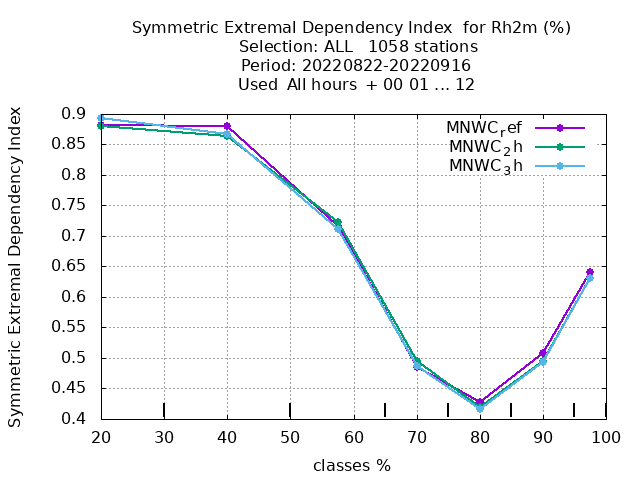 Symmetric Extremal Dependency Index  for Rh2m (%)
Selection: ALL   1058 stations
Period: 20220822-20220916
Used  All hours  + 00 01 ... 12
Symmetric Extremal Dependency Index
0.9
0.85
0.8
0.75
0.7
0.65
0.6
0.55
0.5
0.45
0.4
MNWCref
MNWC2h
MNWC3h
20 30 40 50 60 70 80 90 100
classes %